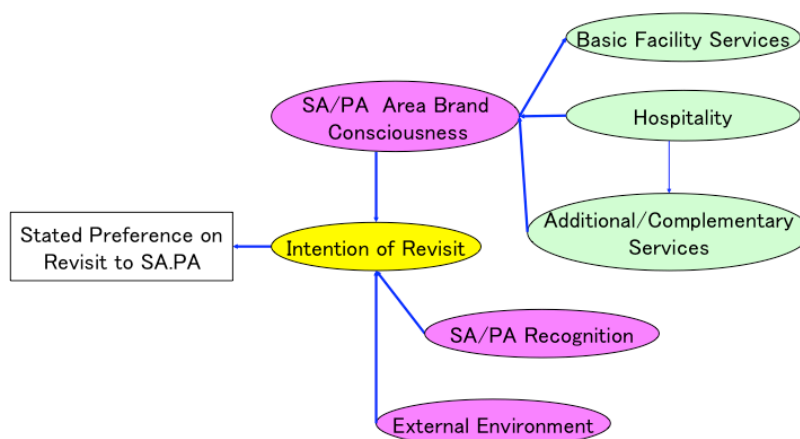 Basic Facility Services
SA/PA Area Brand
Consciousness
Hospitality
Additional/Complementary
Services
Stated Preference on
Revisit to SA.PA
Intention of Revisit
SA/PA Recognition
External Environment